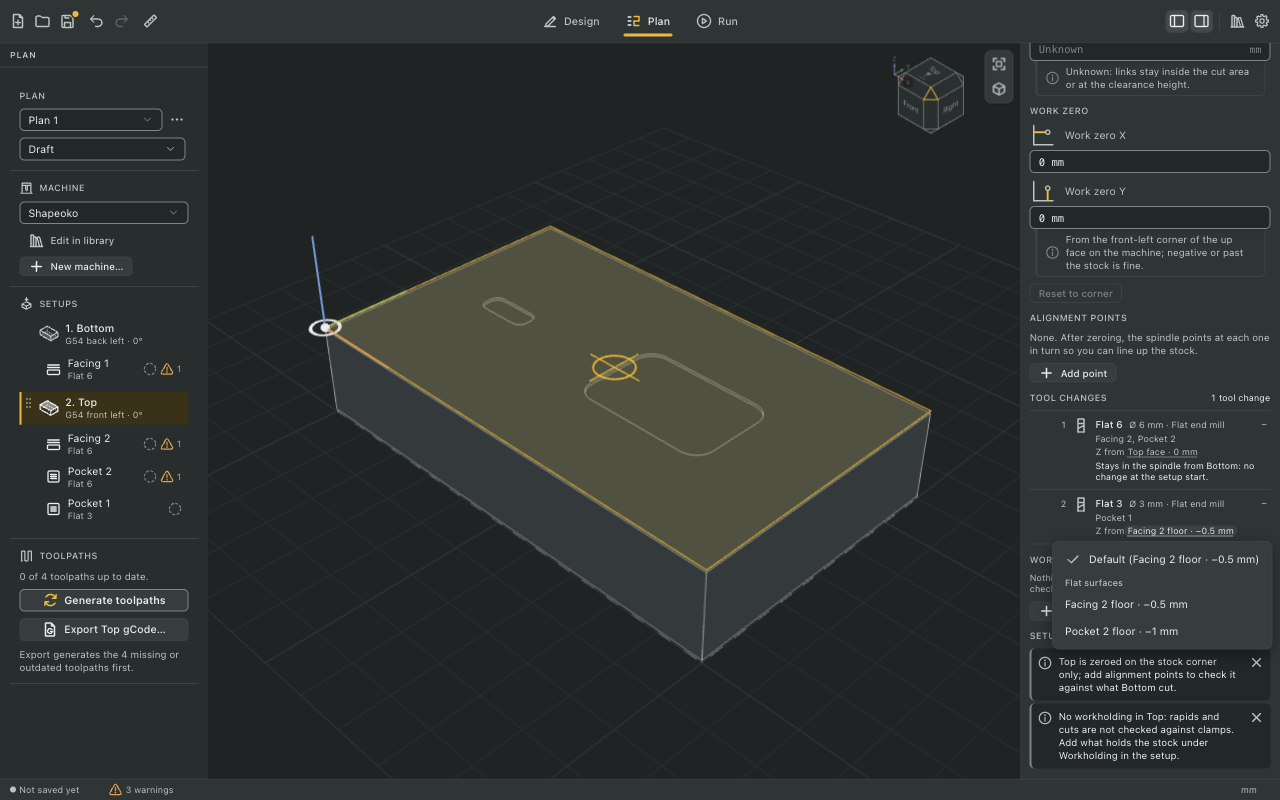 Design
Plan
Run
PLAN
PLAN
Plan 1
Draft
MACHINE
Shapeoko
Edit in library
New machine...
SETUPS
1. Bottom
G54 back left · 0°
Facing 1
Flat 6
1
2. Top
G54 front left · 0°
Facing 2
Flat 6
1
Pocket 2
Flat 6
1
Pocket 1
Flat 3
TOOLPATHS
0 of 4 toolpaths up to date.
Generate toolpaths
Export Top gCode...
Export generates the 4 missing or
outdated toolpaths first.
Top
Front
Right
Unknown mm
Unknown: links stay inside the cut area
or at the clearance height.
WORK ZERO
Work zero X
0 mm
Work zero Y
0 mm
From the front-left corner of the up
face on the machine; negative or past
the stock is fine.
Reset to corner
ALIGNMENT POINTS
None. After zeroing, the spindle points at each one
in turn so you can line up the stock.
Add point
TOOL CHANGES 1 tool change
1 Flat 6 Ø 6 mm · Flat end mill –
Facing 2, Pocket 2
Z from Top face · 0 mm
Stays in the spindle from Bottom: no
change at the setup start.
2 Flat 3 Ø 3 mm · Flat end mill –
Pocket 1
Z from Facing 2 floor · −0.5 mm
Default (Facing 2 floor · −0.5 mm)
Flat surfaces
Facing 2 floor · −0.5 mm
Pocket 2 floor · −1 mm
Top is zeroed on the stock corner
only; add alignment points to check it
against what Bottom cut.
No workholding in Top: rapids and
cuts are not checked against clamps.
Add what holds the stock under
Workholding in the setup.
Not saved yet
3 warnings
mm